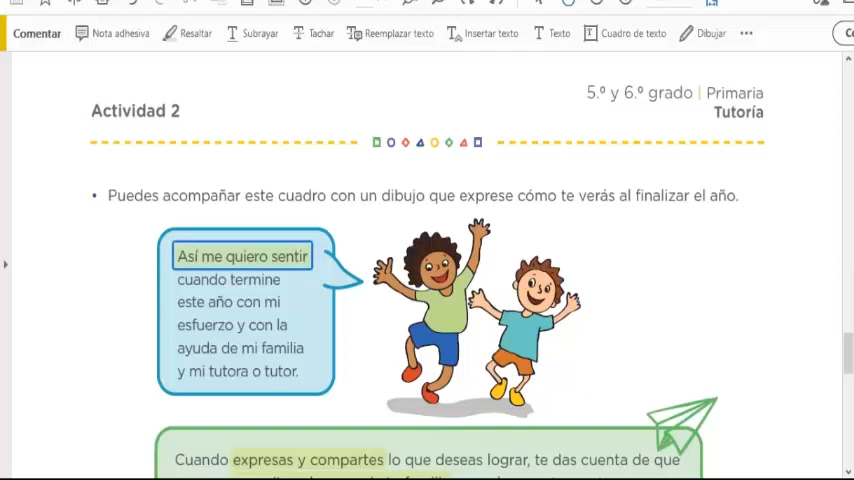 Comentar Nota adhesiva Resaltar Subrayar Tachar Reemplazar texto Insertar texto Texto Cuadro de texto Dibujar
5.º y 6.º grado | Primaria
Actividad 2
Tutoría
• Puedes acompañar este cuadro con un dibujo que exprese cómo te verás al finalizar el año.
Así me quiero sentir
cuando termine
este año con mi
esfuerzo y con la
ayuda de mi familia
y mi tutora o tutor.
Cuando expresas y compartes lo que deseas lograr, te das cuenta de que